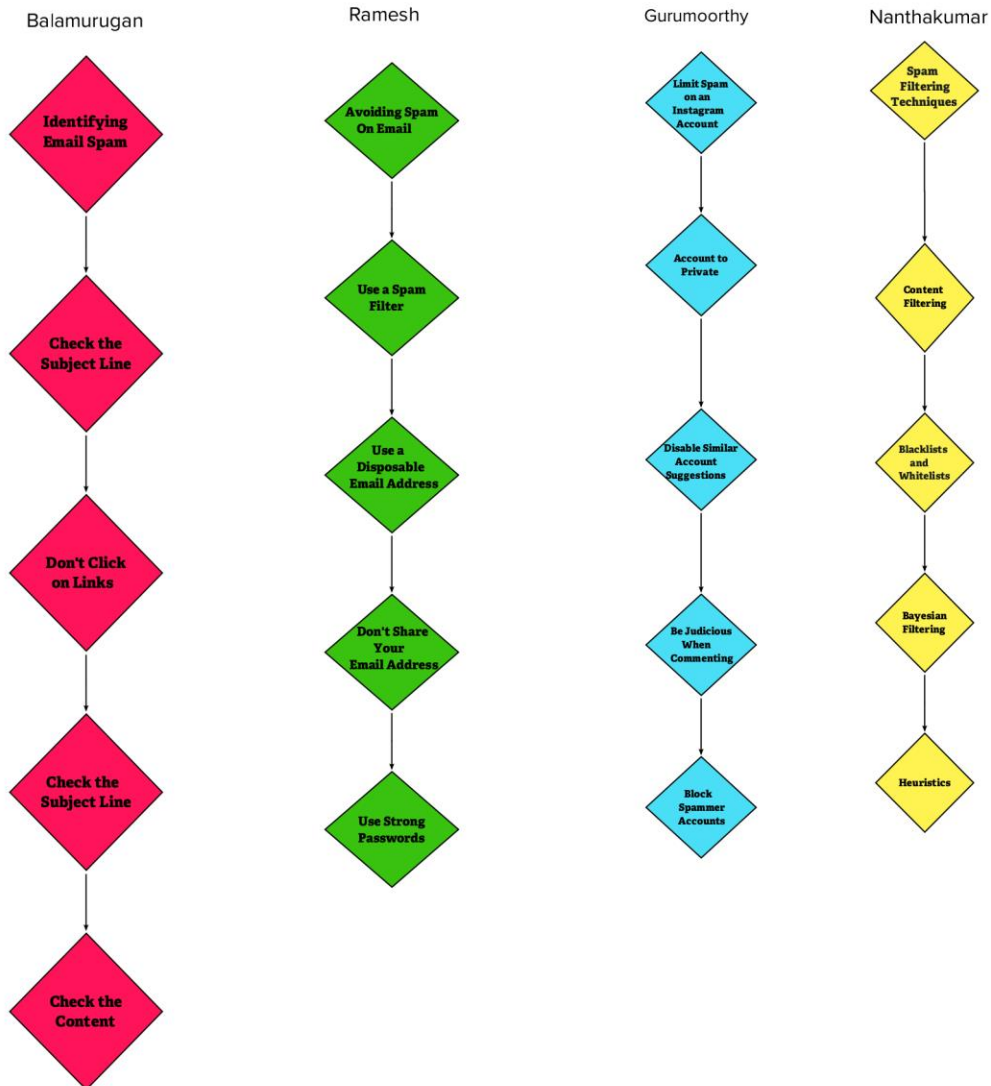 Balamurugan
Ramesh
Gurumoorthy
Nanthakumar
Identifying
Email Spam
Check the
Subject Line
Don't Click
on Links
Check the
Subject Line
Check the
Content
Avoiding Spam
On Email
Use a Spam
Filter
Use a
Disposable
Email Address
Don't Share
Your
Email Address
Use Strong
Passwords
Limit Spam
on an
Instagram
Account
Account to
Private
Disable Similar
Account
Suggestions
Be Judicious
When
Commenting
Block
Spammer
Accounts
Spam
Filtering
Techniques
Content
Filtering
Blacklists
and
Whitelists
Bayesian
Filtering
Heuristics